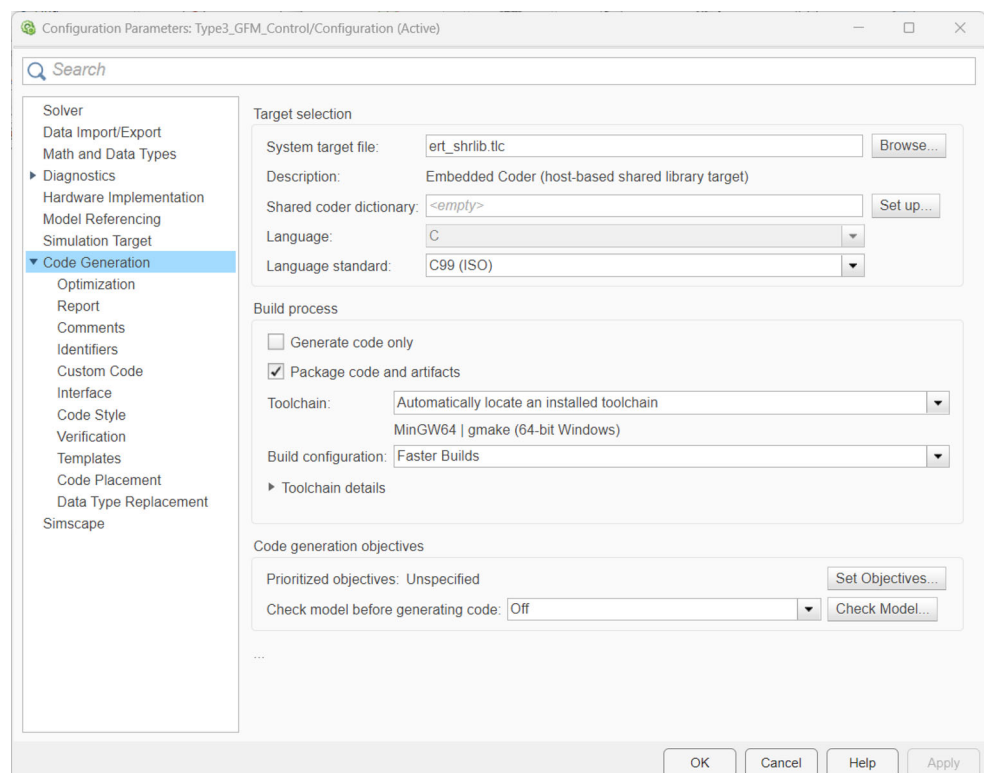 Configuration Parameters: Type3_GFM_Control/Configuration (Active)
Search
Solver
Data Import/Export
Math and Data Types
Diagnostics
Hardware Implementation
Model Referencing
Simulation Target
Code Generation
Optimization
Report
Comments
Identifiers
Custom Code
Interface
Code Style
Verification
Templates
Code Placement
Data Type Replacement
Simscape
Target selection
System target file: ert_shrlib.tlc Browse...
Description: Embedded Coder (host-based shared library target)
Shared coder dictionary: <empty> Set up...
Language: C
Language standard: C99 (ISO)
Build process
Generate code only
Package code and artifacts
Toolchain: Automatically locate an installed toolchain
MinGW64 | gmake (64-bit Windows)
Build configuration: Faster Builds
Toolchain details
Code generation objectives
Prioritized objectives: Unspecified Set Objectives...
Check model before generating code: Off Check Model...
...
OK Cancel Help Apply